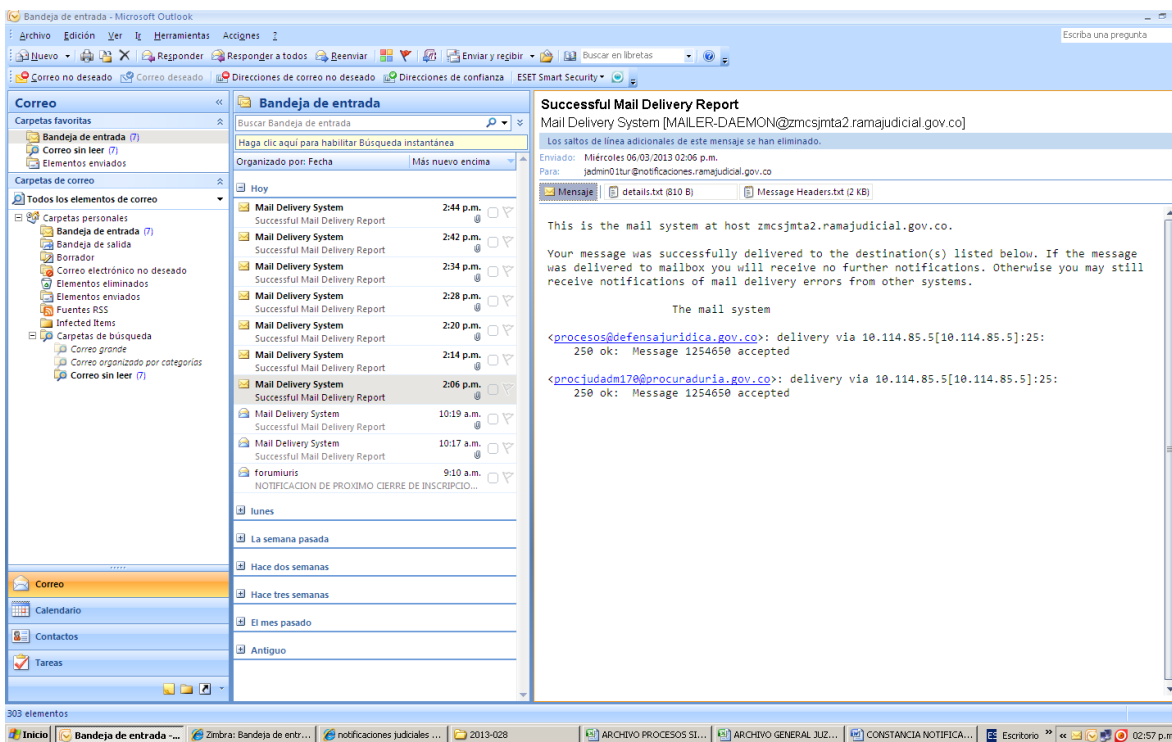 Bandeja de entrada - Microsoft Outlook
Archivo Edición Ver Ir Herramientas Acciones ?
Escriba una pregunta
Nuevo Responder Responder a todos Reenviar Enviar y recibir Buscar en libretas
Correo no deseado Correo deseado Direcciones de correo no deseado Direcciones de confianza ESET Smart Security
Correo
Carpetas favoritas
Bandeja de entrada (7)
Correo sin leer (7)
Elementos enviados
Carpetas de correo
Todos los elementos de correo
Carpetas personales
Bandeja de entrada (7)
Bandeja de salida
Borrador
Correo electrónico no deseado
Elementos eliminados
Elementos enviados
Fuentes RSS
Infected Items
Carpetas de búsqueda
Correo grande
Correo organizado por categorías
Correo sin leer (7)
Correo
Calendario
Contactos
Tareas
Bandeja de entrada
Buscar Bandeja de entrada
Haga clic aquí para habilitar Búsqueda instantánea
Organizado por: Fecha Más nuevo encima
Hoy
Mail Delivery System 2:44 p.m.
Successful Mail Delivery Report
Mail Delivery System 2:42 p.m.
Successful Mail Delivery Report
Mail Delivery System 2:34 p.m.
Successful Mail Delivery Report
Mail Delivery System 2:28 p.m.
Successful Mail Delivery Report
Mail Delivery System 2:20 p.m.
Successful Mail Delivery Report
Mail Delivery System 2:14 p.m.
Successful Mail Delivery Report
Mail Delivery System 2:06 p.m.
Successful Mail Delivery Report
Mail Delivery System 10:19 a.m.
Successful Mail Delivery Report
Mail Delivery System 10:17 a.m.
Successful Mail Delivery Report
forumiuris 9:10 a.m.
NOTIFICACION DE PROXIMO CIERRE DE INSCRIPCIO...
lunes
La semana pasada
Hace dos semanas
Hace tres semanas
El mes pasado
Antiguo
Successful Mail Delivery Report
Mail Delivery System [MAILER-DAEMON@zmcsjmta2.ramajudicial.gov.co]
Los saltos de línea adicionales de este mensaje se han eliminado.
Enviado: Miércoles 06/03/2013 02:06 p.m.
Para: jadmin01tur@notificaciones.ramajudicial.gov.co
Mensaje details.txt (810 B) Message Headers.txt (2 KB)
This is the mail system at host zmcsjmta2.ramajudicial.gov.co.
Your message was successfully delivered to the destination(s) listed below. If the message
was delivered to mailbox you will receive no further notifications. Otherwise you may still
receive notifications of mail delivery errors from other systems.
The mail system
<procesos@defensajuridica.gov.co>: delivery via 10.114.85.5[10.114.85.5]:25:
250 ok: Message 1254650 accepted
<procjudadm170@procuraduria.gov.co>: delivery via 10.114.85.5[10.114.85.5]:25:
250 ok: Message 1254650 accepted
303 elementos
Inicio Bandeja de entrada -... Zimbra: Bandeja de entr... notificaciones judiciales ... 2013-028 ARCHIVO PROCESOS SI... ARCHIVO GENERAL JUZ... CONSTANCIA NOTIFICA... ES Escritorio 02:57 p.m